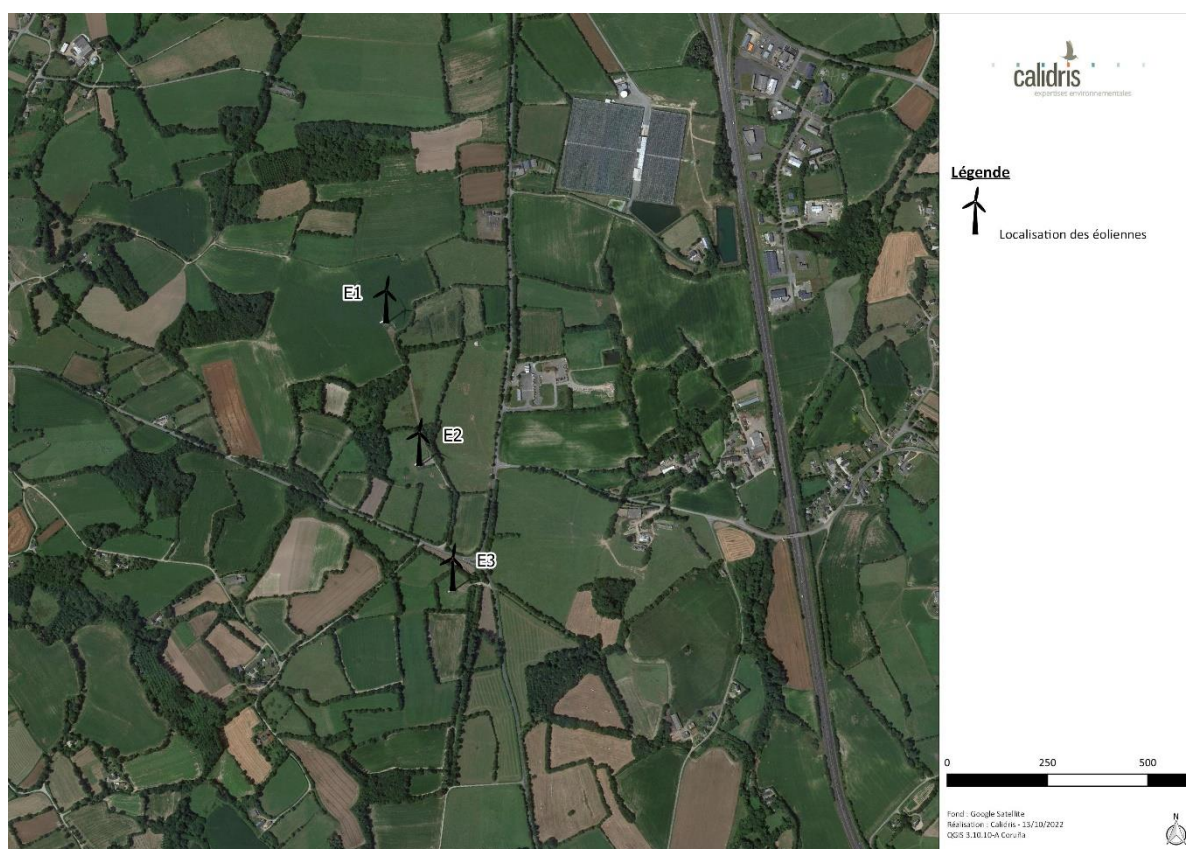 calidris
expertises environnementales
Légende
Localisation des éoliennes
E1
E2
E3
0 250 500
Fond : Google Satellite
Réalisation : Calidris - 13/10/2022
QGIS 3.10.10-A Coruña
N